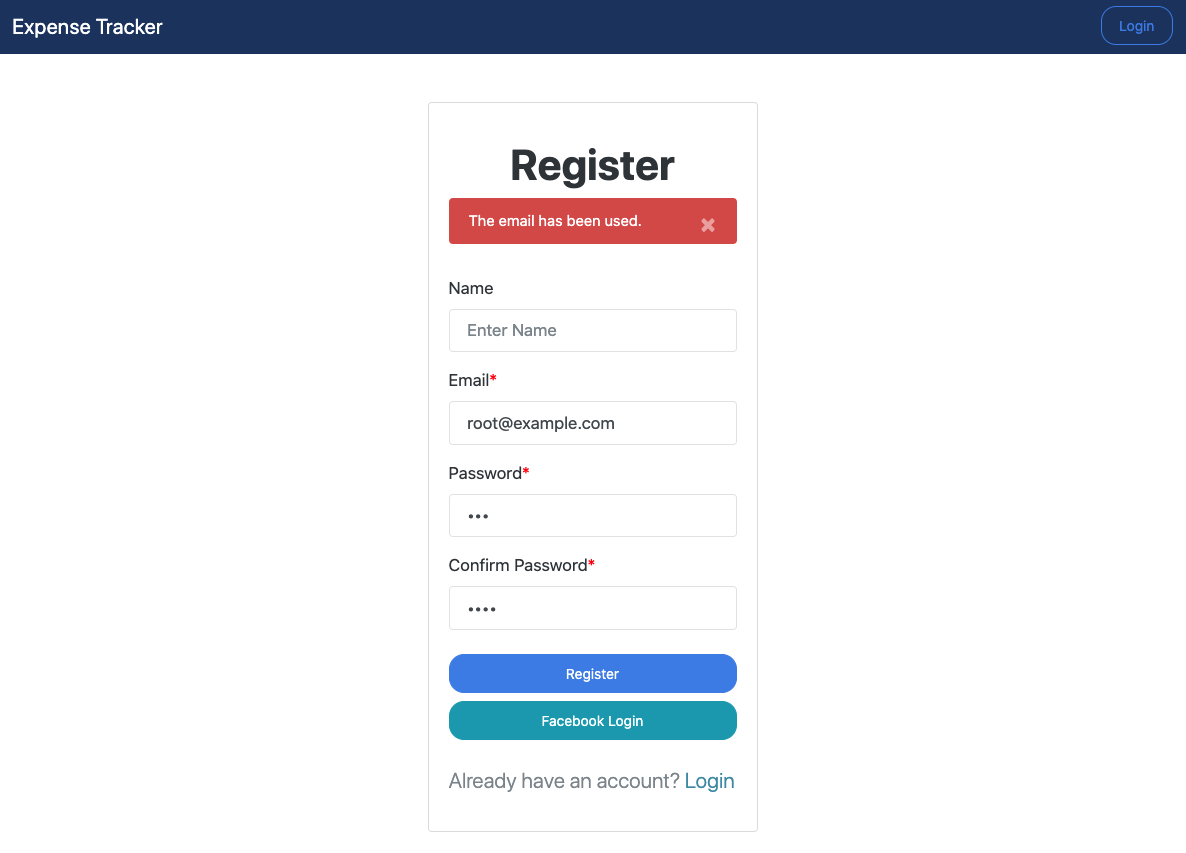 Expense Tracker
Login
Register
The email has been used. ×
Name
Enter Name
Email*
root@example.com
Password*
•••
Confirm Password*
••••
Register
Facebook Login
Already have an account? Login